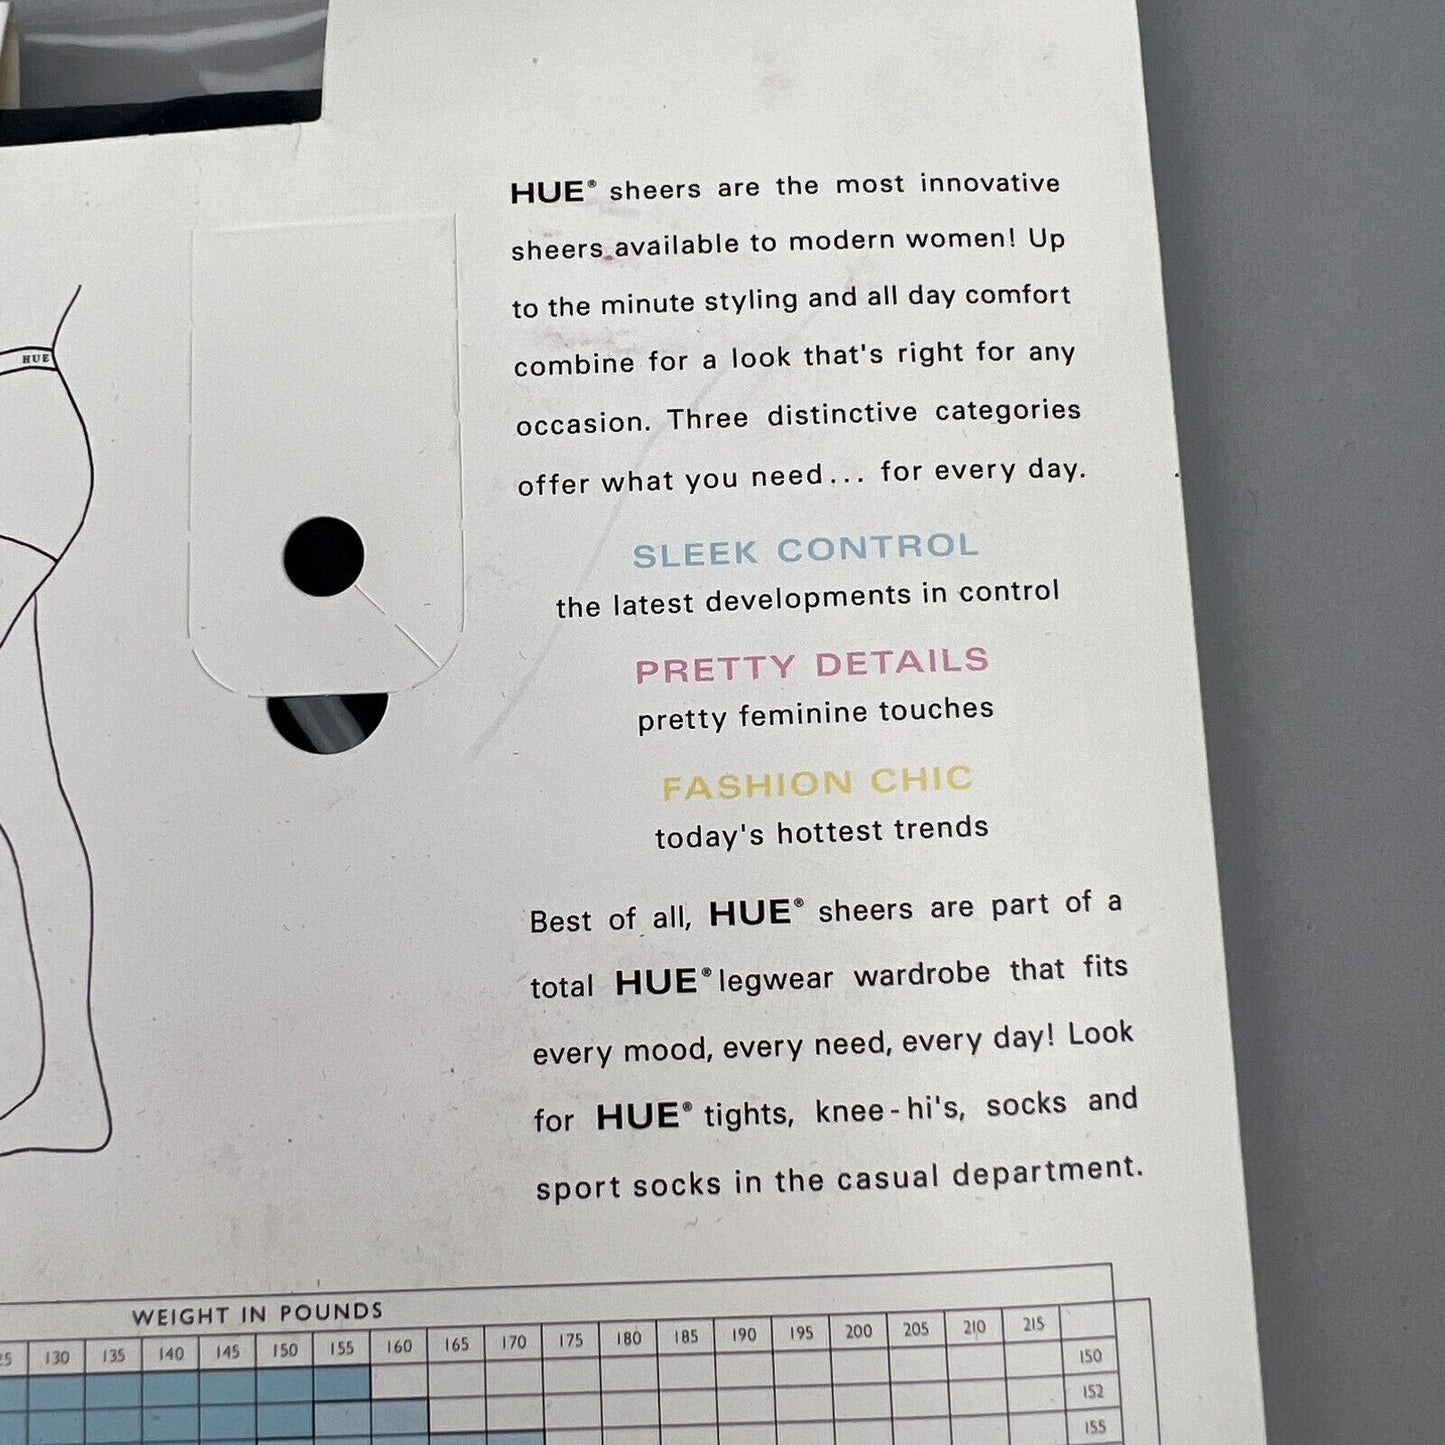 HUE
HUE® sheers are the most innovative
sheers available to modern women! Up
to the minute styling and all day comfort
combine for a look that's right for any
occasion. Three distinctive categories
offer what you need... for every day.
SLEEK CONTROL
the latest developments in control
PRETTY DETAILS
pretty feminine touches
FASHION CHIC
today's hottest trends
Best of all, HUE® sheers are part of a
total HUE® legwear wardrobe that fits
every mood, every need, every day! Look
for HUE® tights, knee-hi's, socks and
sport socks in the casual department.
WEIGHT IN POUNDS
130 135 140 145 150 155 160 165 170 175 180 185 190 195 200 205 210 215
150
152
155